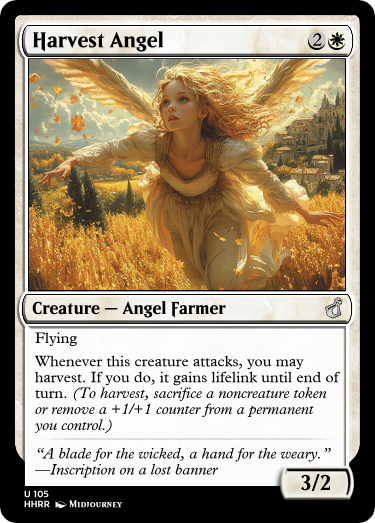 Harvest Angel 2
Creature — Angel Farmer
Flying
Whenever this creature attacks, you may
harvest. If you do, it gains lifelink until end of
turn. (To harvest, sacrifice a noncreature token
or remove a +1/+1 counter from a permanent
you control.)
“A blade for the wicked, a hand for the weary.”
—Inscription on a lost banner
3/2
U 105
HHRR Midjourney